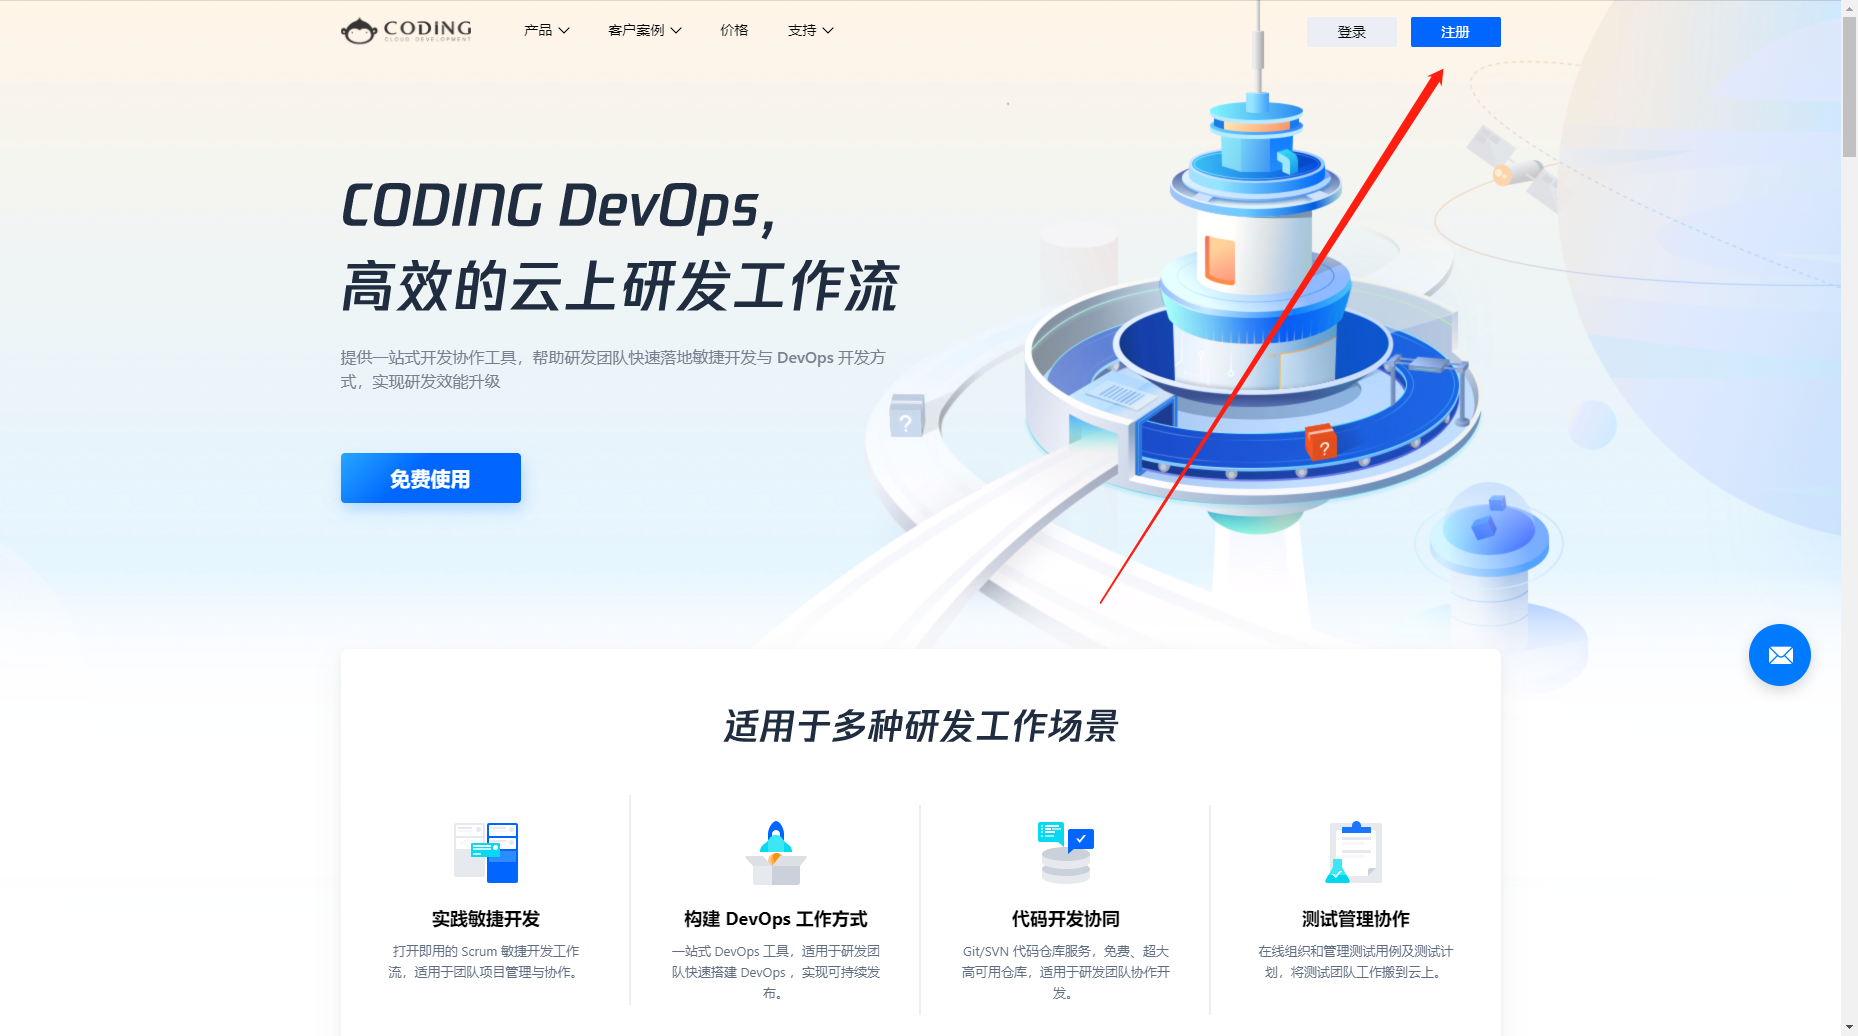 CODING
CLOUD DEVELOPMENT
产品
客户案例
价格
支持
登录
注册
CODING DevOps,
高效的云上研发工作流
提供一站式开发协作工具，帮助研发团队快速落地敏捷开发与 DevOps 开发方
式，实现研发效能升级
免费使用
?
?
适用于多种研发工作场景
实践敏捷开发
打开即用的 Scrum 敏捷开发工作
流，适用于团队项目管理与协作。
构建 DevOps 工作方式
一站式 DevOps 工具，适用于研发团
队快速搭建 DevOps ，实现可持续发
布。
代码开发协同
Git/SVN 代码仓库服务，免费、超大
高可用仓库，适用于研发团队协作开
发。
测试管理协作
在线组织和管理测试用例及测试计
划，将测试团队工作搬到云上。